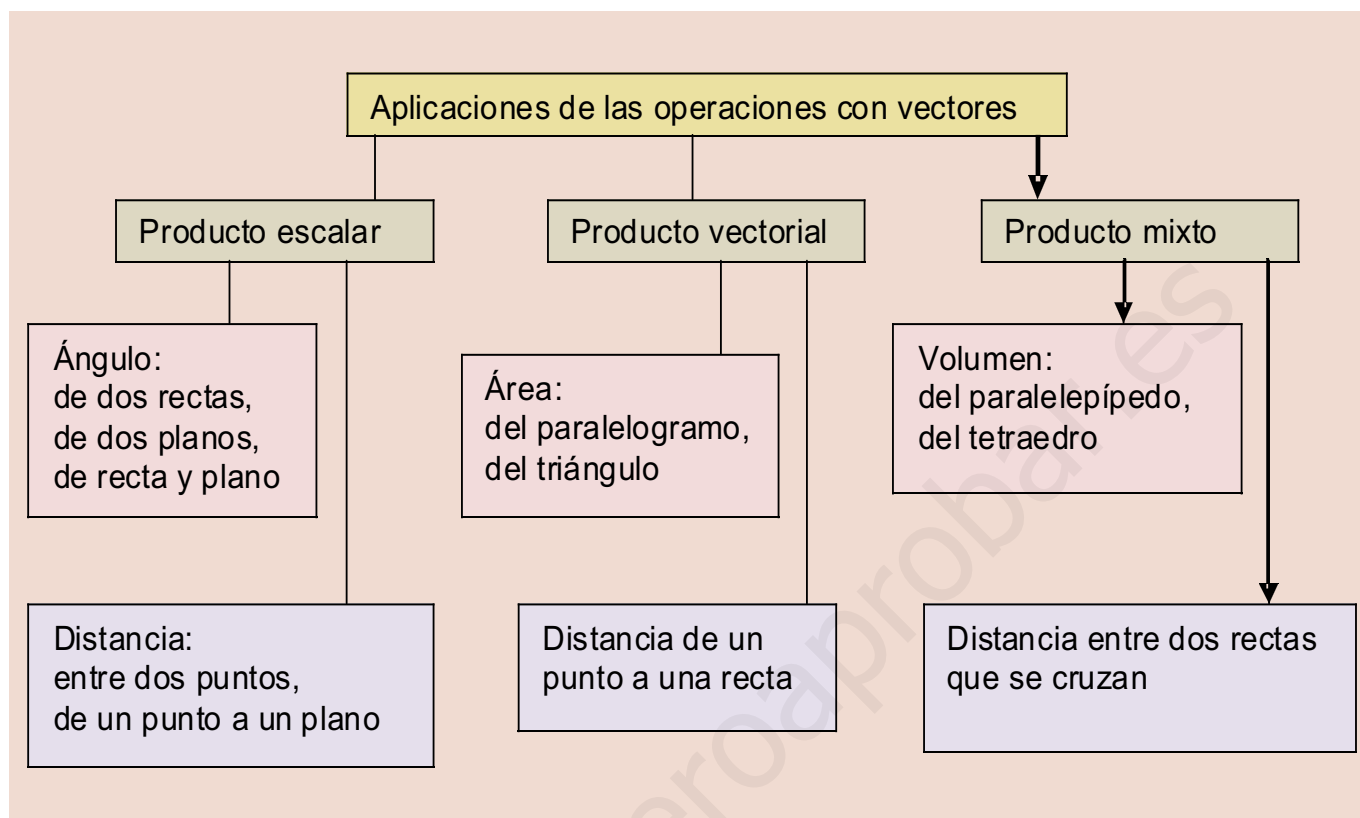 Aplicaciones de las operaciones con vectores
Producto escalar
Producto vectorial
Producto mixto
Ángulo:
de dos rectas,
de dos planos,
de recta y plano
Área:
del paralelogramo,
del triángulo
Volumen:
del paralelepípedo,
del tetraedro
Distancia:
entre dos puntos,
de un punto a un plano
Distancia de un
punto a una recta
Distancia entre dos rectas
que se cruzan
eroaprobar.es